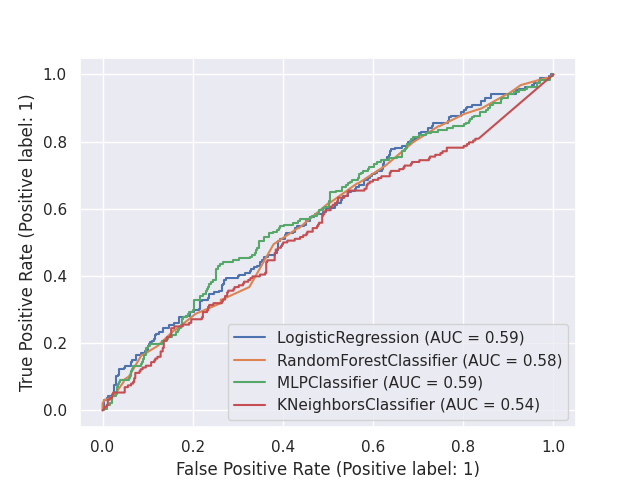 1.0
0.8
0.6
0.4
0.2
0.0
True Positive Rate (Positive label: 1)
LogisticRegression (AUC = 0.59)
RandomForestClassifier (AUC = 0.58)
MLPClassifier (AUC = 0.59)
KNeighborsClassifier (AUC = 0.54)
0.0 0.2 0.4 0.6 0.8 1.0
False Positive Rate (Positive label: 1)